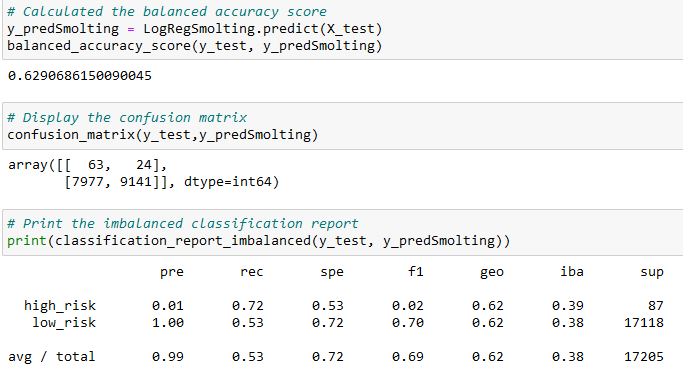 # Calculated the balanced accuracy score
y_predSmolting = LogRegSmolting.predict(X_test)
balanced_accuracy_score(y_test, y_predSmolting)
0.6290686150090045
# Display the confusion matrix
confusion_matrix(y_test,y_predSmolting)
array([[  63,   24],
       [7977, 9141]], dtype=int64)
# Print the imbalanced classification report
print(classification_report_imbalanced(y_test, y_predSmolting))
pre rec spe f1 geo iba sup
high_risk 0.01 0.72 0.53 0.02 0.62 0.39 87
low_risk 1.00 0.53 0.72 0.70 0.62 0.38 17118
avg / total 0.99 0.53 0.72 0.69 0.62 0.38 17205